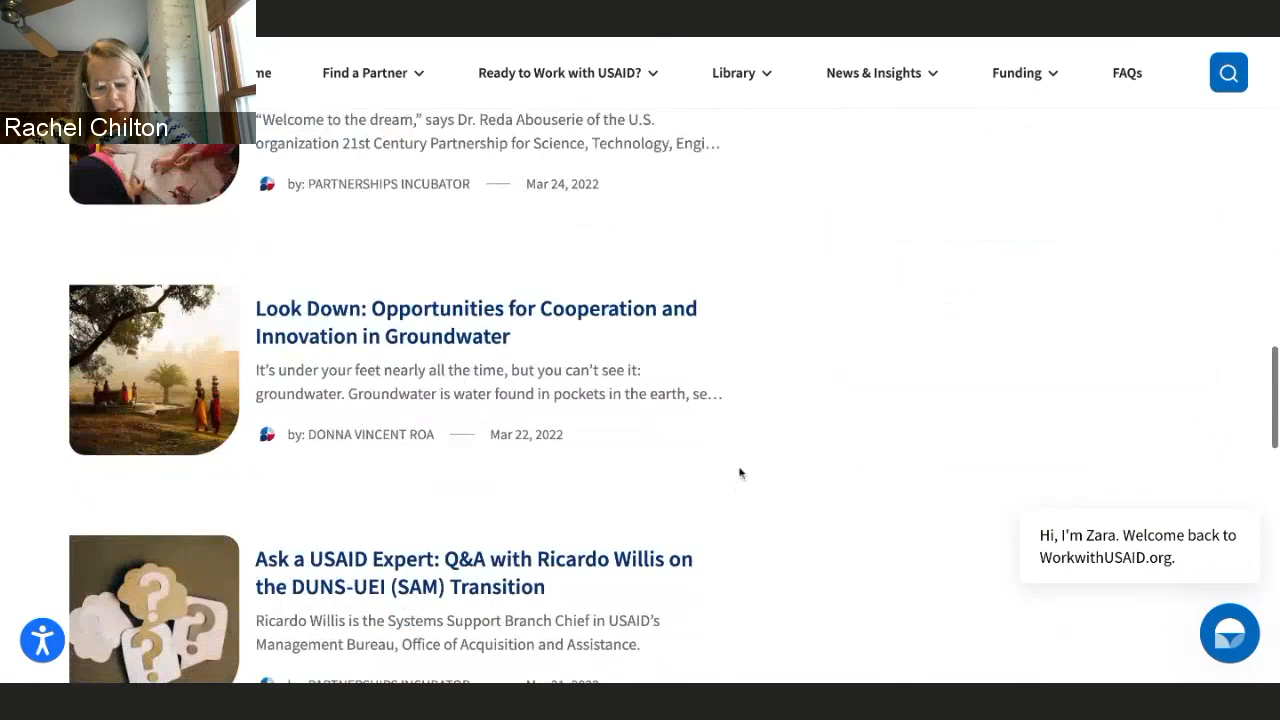 Rachel Chilton
me
Find a Partner
Ready to Work with USAID?
Library
News & Insights
Funding
FAQs
“Welcome to the dream,” says Dr. Reda Abouserie of the U.S.
organization 21st Century Partnership for Science, Technology, Engi…
by: PARTNERSHIPS INCUBATOR
Mar 24, 2022
Look Down: Opportunities for Cooperation and
Innovation in Groundwater
It’s under your feet nearly all the time, but you can’t see it:
groundwater. Groundwater is water found in pockets in the earth, se…
by: DONNA VINCENT ROA
Mar 22, 2022
Hi, I'm Zara. Welcome back to
WorkwithUSAID.org.
Ask a USAID Expert: Q&A with Ricardo Willis on
the DUNS-UEI (SAM) Transition
Ricardo Willis is the Systems Support Branch Chief in USAID’s
Management Bureau, Office of Acquisition and Assistance.
by: PARTNERSHIPS INCUBATOR